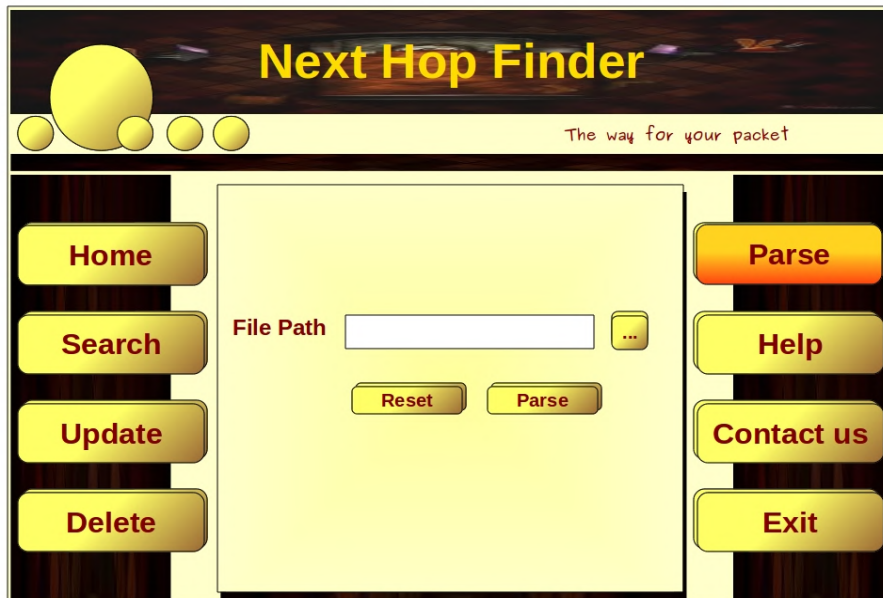 Next Hop Finder
The way for your packet
Home
Search
Update
Delete
File Path
...
Reset Parse
Parse
Help
Contact us
Exit